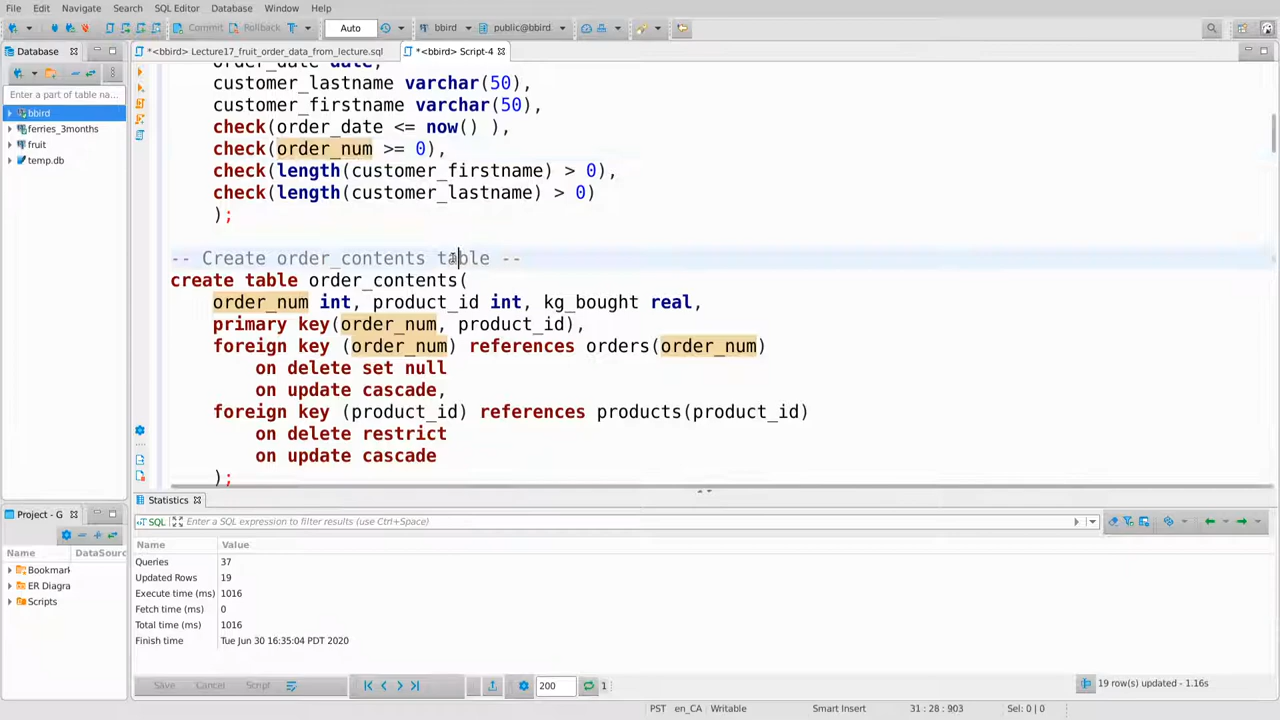 File Edit Navigate Search SQL Editor Database Window Help
Commit Rollback Auto bbird public@bbird
Database *<bbird> Lecture17_fruit_order_data_from_lecture.sql *<bbird> Script-4
Enter a part of table na...
bbird
ferries_3months
fruit
temp.db
order_date date,
customer_lastname varchar(50),
customer_firstname varchar(50),
check(order_date <= now() ),
check(order_num >= 0),
check(length(customer_firstname) > 0),
check(length(customer_lastname) > 0)
);
-- Create order_contents table --
create table order_contents(
order_num int, product_id int, kg_bought real,
primary key(order_num, product_id),
foreign key (order_num) references orders(order_num)
on delete set null
on update cascade,
foreign key (product_id) references products(product_id)
on delete restrict
on update cascade
);
Project - G
Name DataSourc
Bookmark
ER Diagra
Scripts
Statistics
SQL Enter a SQL expression to filter results (use Ctrl+Space)
Name Value
Queries 37
Updated Rows 19
Execute time (ms) 1016
Fetch time (ms) 0
Total time (ms) 1016
Finish time Tue Jun 30 16:35:04 PDT 2020
Save Cancel Script 200 1 19 row(s) updated - 1.16s
PST en_CA Writable Smart Insert 31 : 28 : 903 Sel: 0 | 0